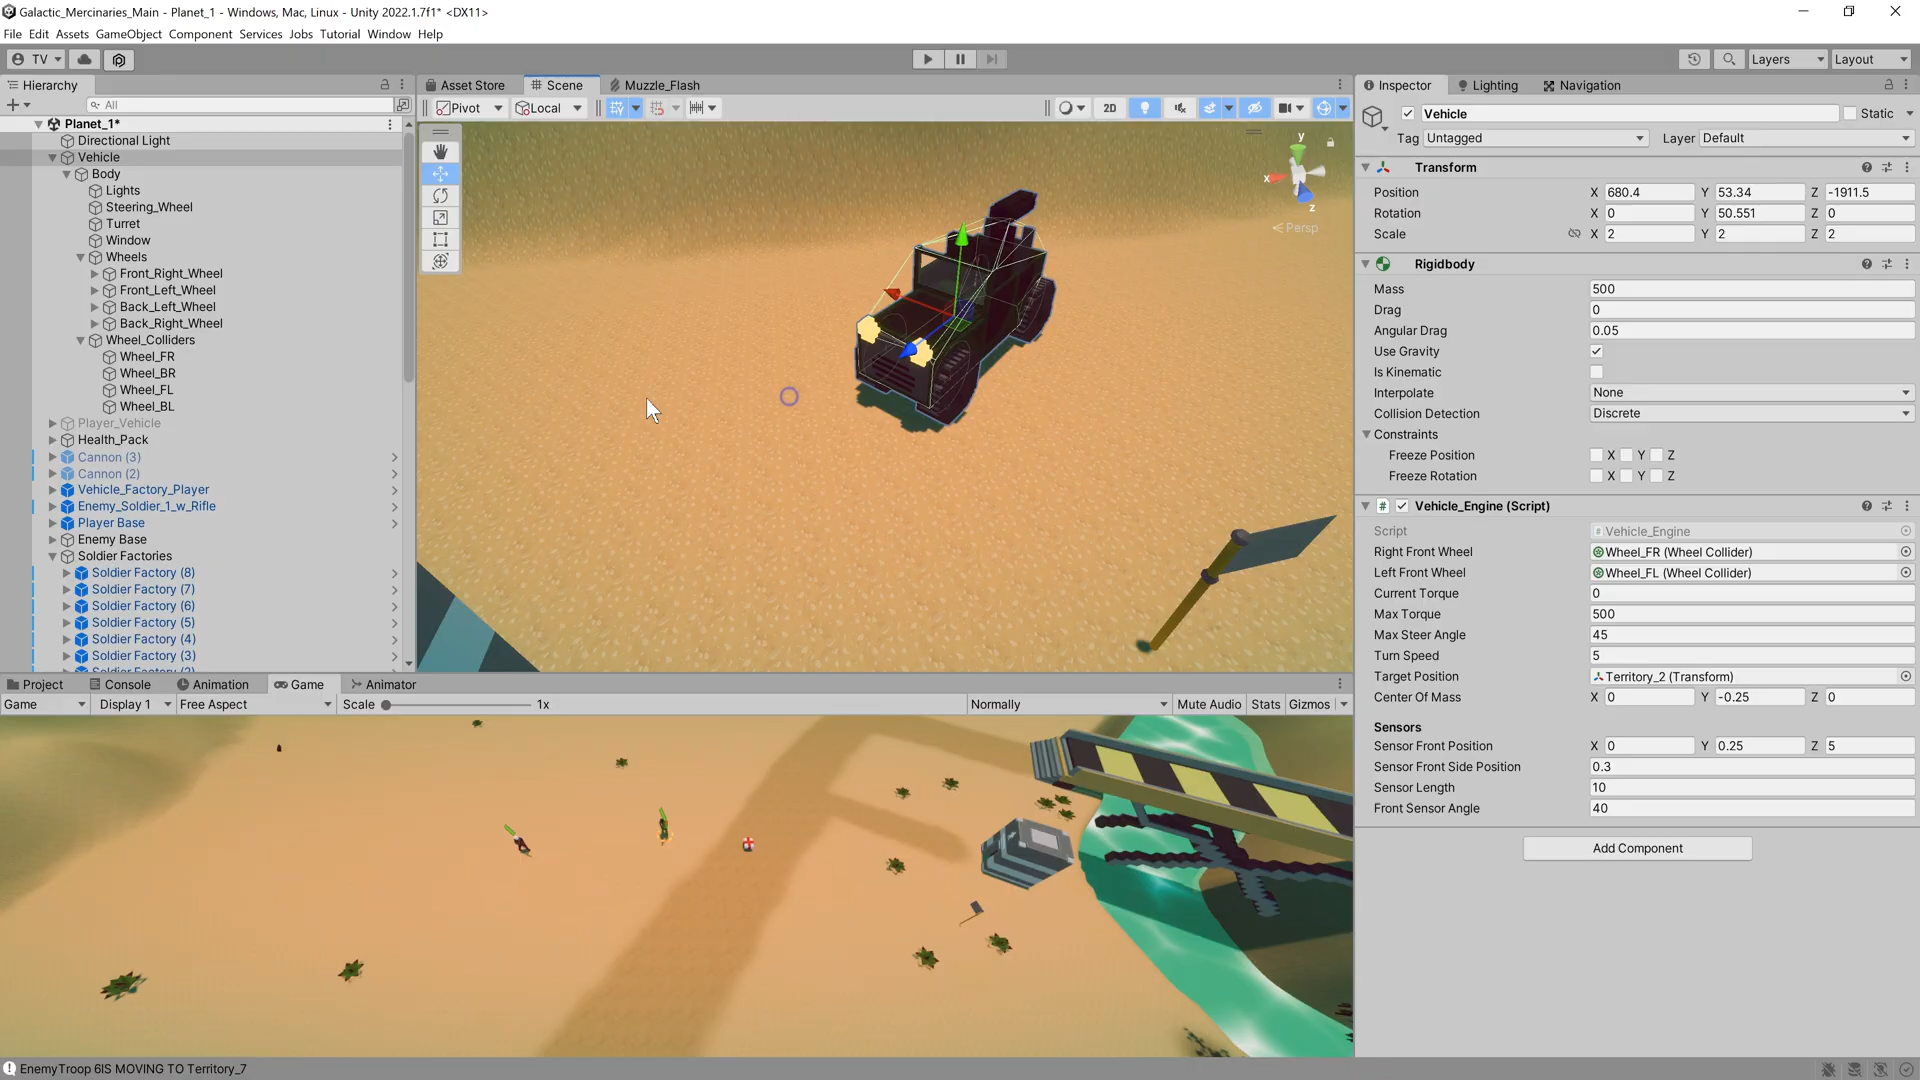 Galactic_Mercinaries_Main - Planet_1 - Windows, Mac, Linux - Unity 2022.1.7f1* <DX11>
File Edit Assets GameObject Component Services Jobs Tutorial Window Help
TV Layers Layout
Hierarchy Asset Store Scene Muzzle_Flash Inspector Lighting Navigation
All Pivot Local 2D
Vehicle Static
Tag Untagged Layer Default
Planet_1*
Directional Light
Vehicle
Body
Lights
Steering_Wheel
Turret
Window
Wheels
Front_Right_Wheel
Front_Left_Wheel
Back_Left_Wheel
Back_Right_Wheel
Wheel_Colliders
Wheel_FR
Wheel_BR
Wheel_FL
Wheel_BL
Player_Vehicle
Health_Pack
Cannon (3)
Cannon (2)
Vehicle_Factory_Player
Enemy_Soldier_1_w_Rifle
Player Base
Enemy Base
Soldier Factories
Soldier Factory (8)
Soldier Factory (7)
Soldier Factory (6)
Soldier Factory (5)
Soldier Factory (4)
Soldier Factory (3)
y
x
z
Persp
Transform
Position X 680.4 Y 53.34 Z -1911.5
Rotation X 0 Y 50.551 Z 0
Scale X 2 Y 2 Z 2
Rigidbody
Mass 500
Drag 0
Angular Drag 0.05
Use Gravity
Is Kinematic
Interpolate None
Collision Detection Discrete
Constraints
Freeze Position X Y Z
Freeze Rotation X Y Z
# Vehicle_Engine (Script)
Script Vehicle_Engine
Right Front Wheel Wheel_FR (Wheel Collider)
Left Front Wheel Wheel_FL (Wheel Collider)
Current Torque 0
Max Torque 500
Max Steer Angle 45
Turn Speed 5
Target Position Territory_2 (Transform)
Center Of Mass X 0 Y -0.25 Z 0
Sensors
Sensor Front Position X 0 Y 0.25 Z 5
Sensor Front Side Position 0.3
Sensor Length 10
Front Sensor Angle 40
Add Component
Project Console Animation Game Animator
Game Display 1 Free Aspect Scale 1x Normally Mute Audio Stats Gizmos
EnemyTroop 6IS MOVING TO Territory_7